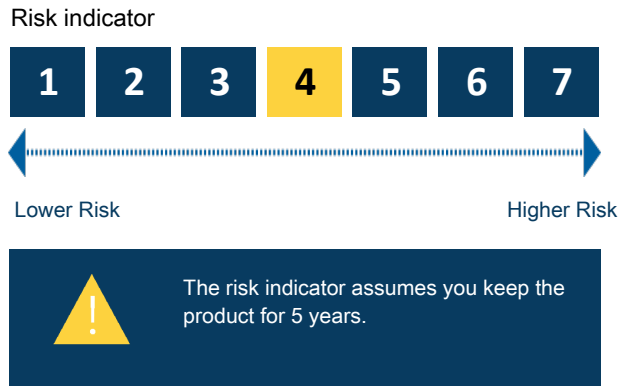 Risk indicator
1 2 3 4 5 6 7
Lower Risk Higher Risk
!
The risk indicator assumes you keep the
product for 5 years.